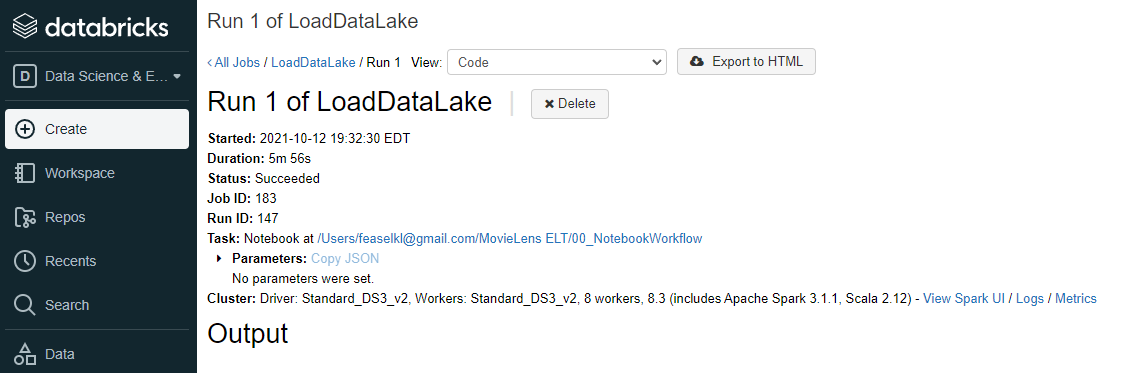 databricks
D Data Science & E...
Create
Workspace
Repos
Recents
Search
Data
Run 1 of LoadDataLake
All Jobs / LoadDataLake / Run 1 View: Code Export to HTML
Run 1 of LoadDataLake Delete
Started: 2021-10-12 19:32:30 EDT
Duration: 5m 56s
Status: Succeeded
Job ID: 183
Run ID: 147
Task: Notebook at /Users/feaselkl@gmail.com/MovieLens ELT/00_NotebookWorkflow
Parameters: Copy JSON
No parameters were set.
Cluster: Driver: Standard_DS3_v2, Workers: Standard_DS3_v2, 8 workers, 8.3 (includes Apache Spark 3.1.1, Scala 2.12) - View Spark UI / Logs / Metrics
Output